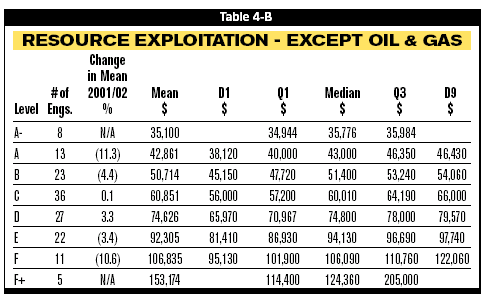 Table 4-B
RESOURCE EXPLOITATION - EXCEPT OIL & GAS
Change
in Mean
# of 2001/02 Mean D1 Q1 Median Q3 D9
Level Engs. % $ $ $ $ $ $
A- 8 N/A 35,100 34,944 35,776 35,984
A 13 (11.3) 42,861 38,120 40,000 43,000 46,350 46,430
B 23 (4.4) 50,714 45,150 47,720 51,400 53,240 54,060
C 36 0.1 60,851 56,000 57,200 60,010 64,190 66,000
D 27 3.3 74,626 65,970 70,967 74,800 78,000 79,570
E 22 (3.4) 92,305 81,410 86,930 94,130 96,690 97,740
F 11 (10.6) 106,835 95,130 101,900 106,090 110,760 122,060
F+ 5 N/A 153,174 114,400 124,360 205,000